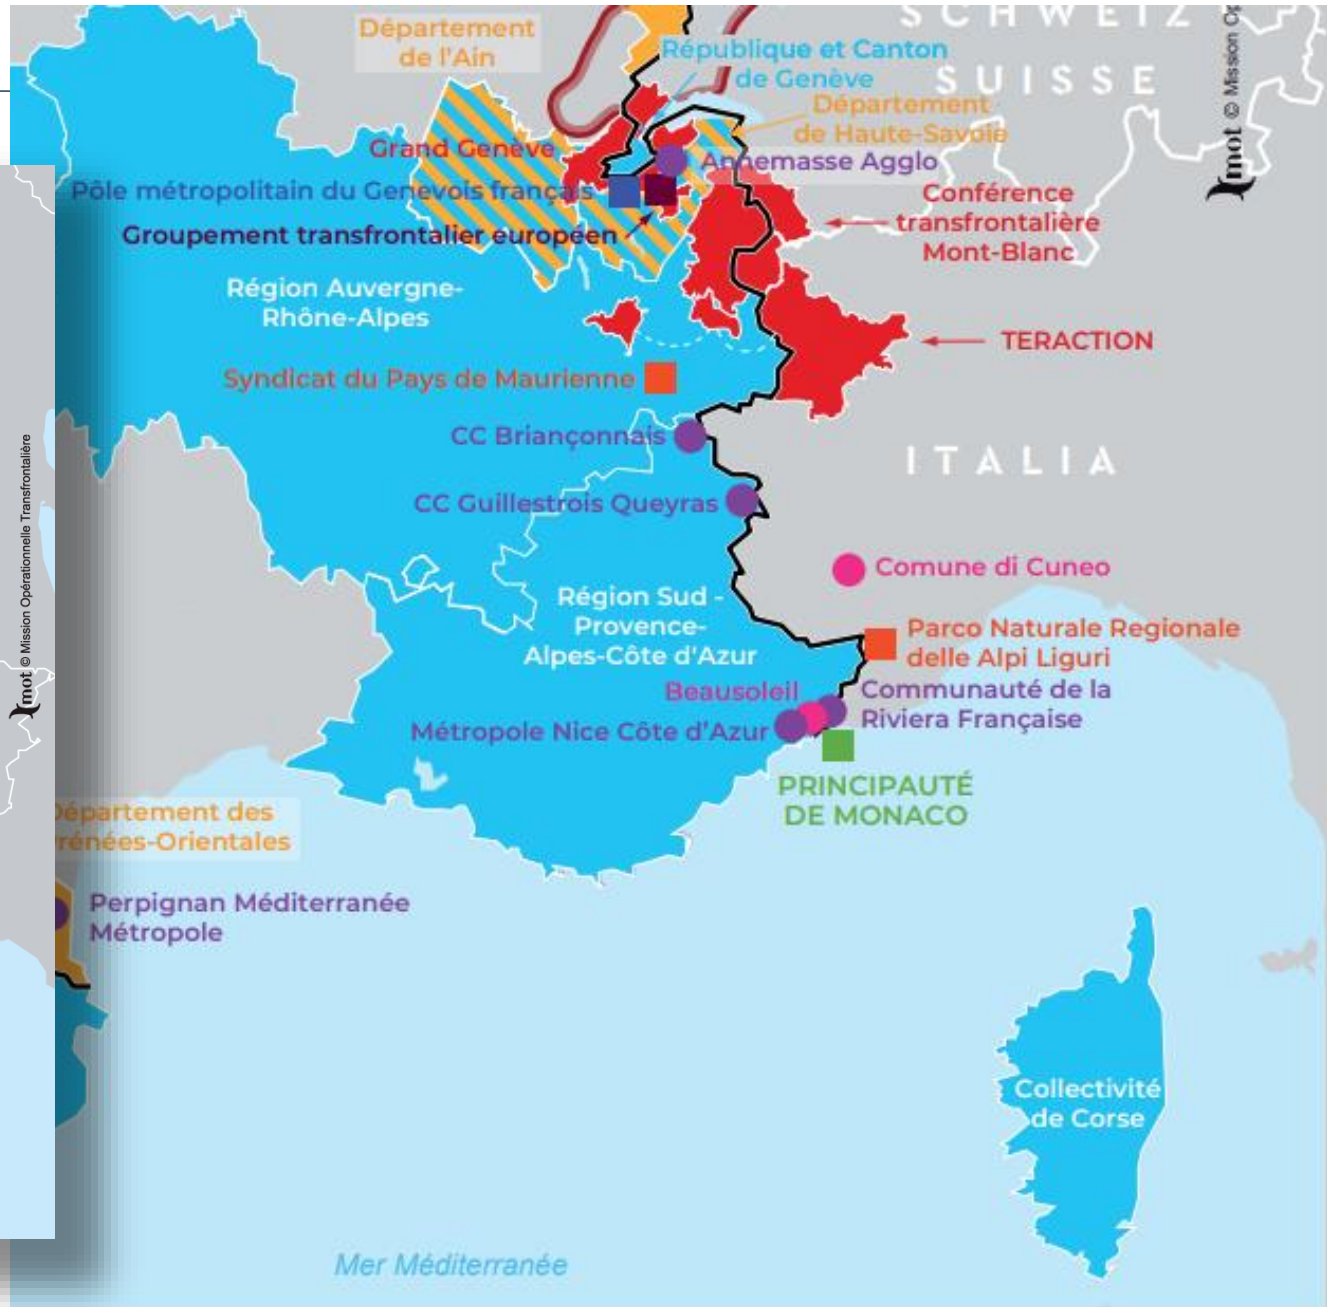 SCHWEIZ
SUISSE
Département
de l'Ain
République et Canton
de Genève
Département
de Haute-Savoie
mot © Mission
Grand Genève
Annemasse Agglo
Pôle métropolitain du Genevois français
Groupement transfrontalier européen
Conférence
transfrontalière
Mont-Blanc
Région Auvergne-
Rhône-Alpes
TERACTION
Syndicat du Pays de Maurienne
CC Briançonnais
ITALIA
CC Guillestrois Queyras
Comune di Cuneo
Région Sud -
Provence-
Alpes-Côte d'Azur
Parco Naturale Regionale
delle Alpi Liguri
Beausoleil
Communauté de la
Riviera Française
Métropole Nice Côte d'Azur
PRINCIPAUTÉ
DE MONACO
mot © Mission Opérationnelle Transfrontalière
Département des
rénées-Orientales
Perpignan Méditerranée
Métropole
Collectivité
de Corse
Mer Méditerranée